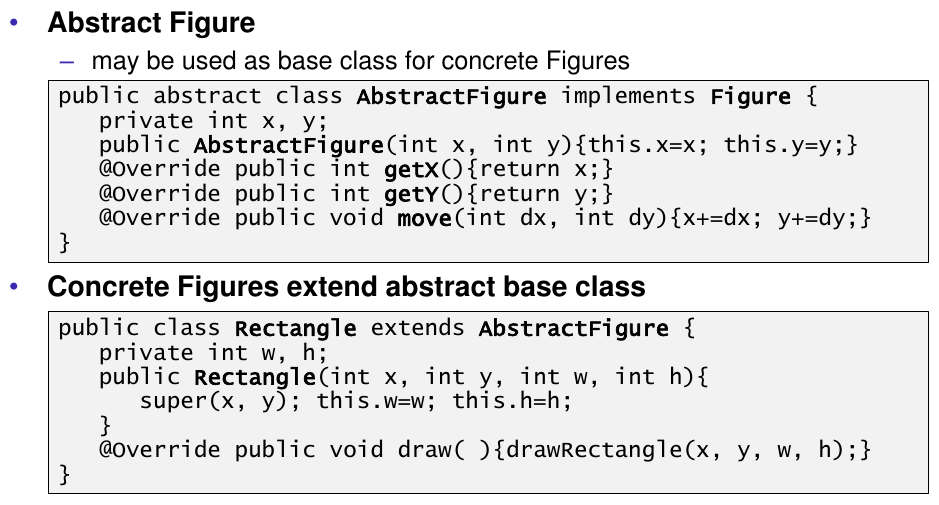 • Abstract Figure
– may be used as base class for concrete Figures
public abstract class AbstractFigure implements Figure {
   private int x, y;
   public AbstractFigure(int x, int y){this.x=x; this.y=y;}
   @Override public int getX(){return x;}
   @Override public int getY(){return y;}
   @Override public void move(int dx, int dy){x+=dx; y+=dy;}
}
• Concrete Figures extend abstract base class
public class Rectangle extends AbstractFigure {
   private int w, h;
   public Rectangle(int x, int y, int w, int h){
      super(x, y); this.w=w; this.h=h;
   }
   @Override public void draw( ){drawRectangle(x, y, w, h);}
}